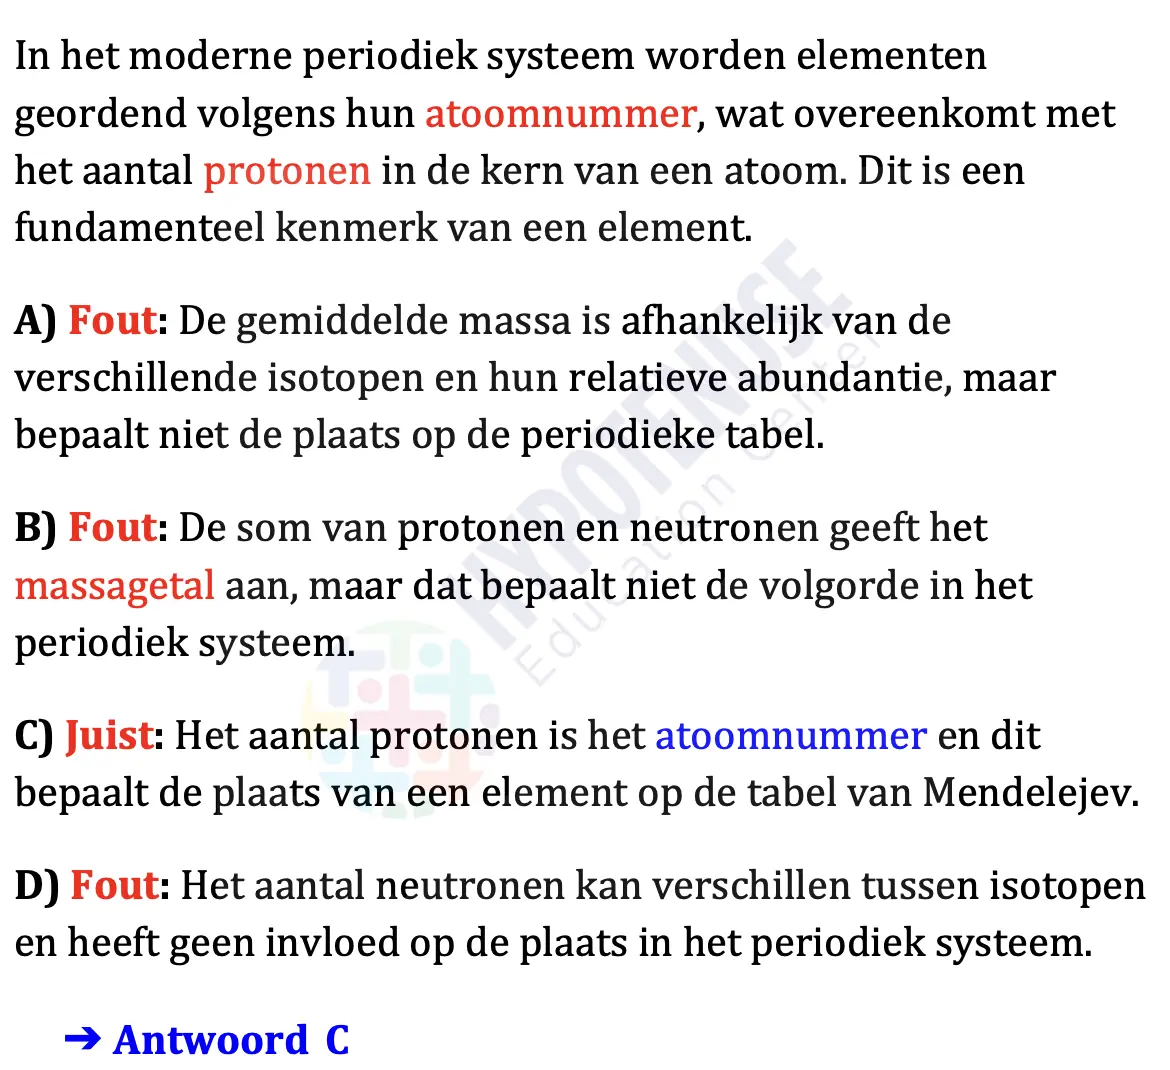 In het moderne periodiek systeem worden elementen
geordend volgens hun atoomnummer, wat overeenkomt met
het aantal protonen in de kern van een atoom. Dit is een
fundamenteel kenmerk van een element.
A) Fout: De gemiddelde massa is afhankelijk van de
verschillende isotopen en hun relatieve abundantie, maar
bepaalt niet de plaats op de periodieke tabel.
B) Fout: De som van protonen en neutronen geeft het
massagetal aan, maar dat bepaalt niet de volgorde in het
periodiek systeem.
C) Juist: Het aantal protonen is het atoomnummer en dit
bepaalt de plaats van een element op de tabel van Mendelejev.
D) Fout: Het aantal neutronen kan verschillen tussen isotopen
en heeft geen invloed op de plaats in het periodiek systeem.
➔ Antwoord C
HYPOTENUSE
Education Center